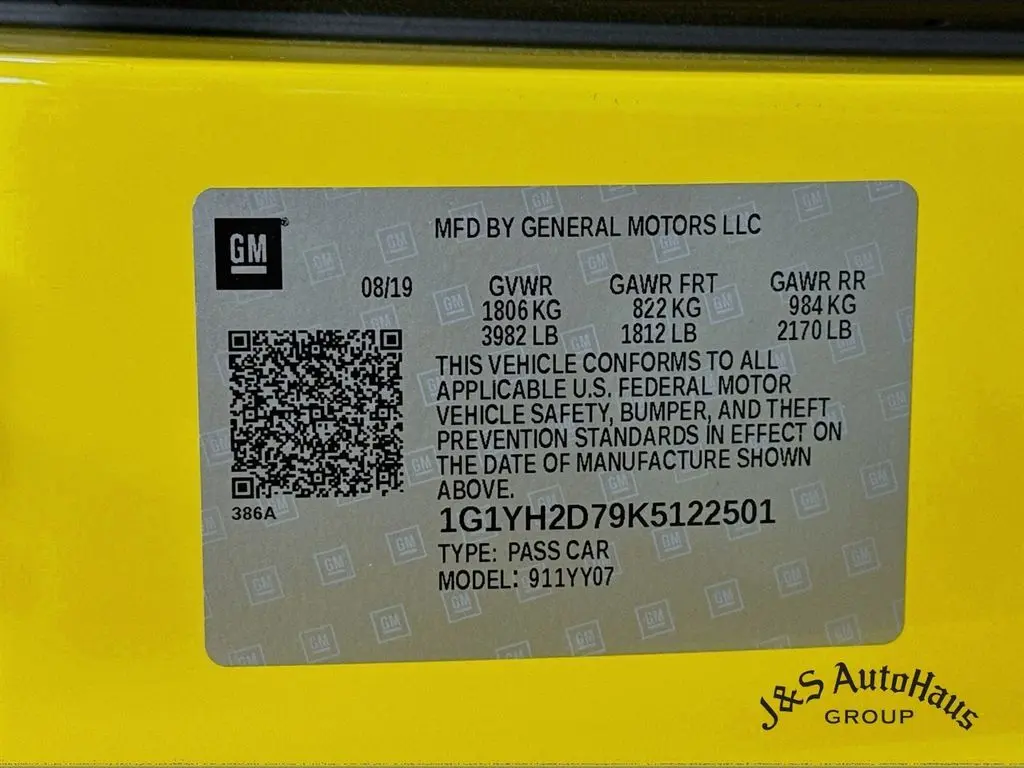 GM
MFD BY GENERAL MOTORS LLC
08/19 GVWR GAWR FRT GAWR RR
1806 KG 822 KG 984 KG
3982 LB 1812 LB 2170 LB
THIS VEHICLE CONFORMS TO ALL
APPLICABLE U.S. FEDERAL MOTOR
VEHICLE SAFETY, BUMPER, AND THEFT
PREVENTION STANDARDS IN EFFECT ON
THE DATE OF MANUFACTURE SHOWN
ABOVE.
386A
1G1YH2D79K5122501
TYPE: PASS CAR
MODEL: 911YY07
J&S AutoHaus
GROUP